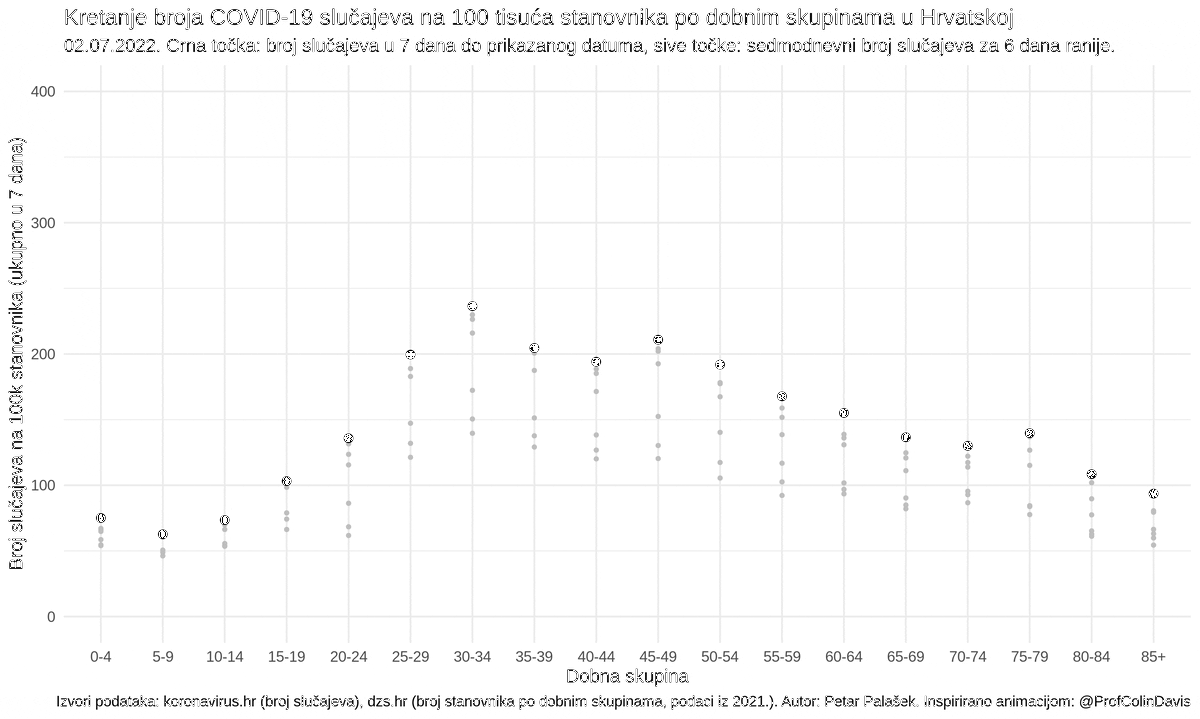 Kretanje broja COVID-19 slučajeva na 100 tisuća stanovnika po dobnim skupinama u Hrvatskoj
02.07.2022. Crna točka: broj slučajeva u 7 dana do prikazanog datuma, sive točke: sedmodnevni broj slučajeva za 6 dana ranije.
Broj slučajeva na 100k stanovnika (ukupno u 7 dana)
400
300
200
100
0
0-4 5-9 10-14 15-19 20-24 25-29 30-34 35-39 40-44 45-49 50-54 55-59 60-64 65-69 70-74 75-79 80-84 85+
Dobna skupina
Izvori podataka: koronavirus.hr (broj slučajeva), dzs.hr (broj stanovnika po dobnim skupinama, podaci iz 2021.). Autor: Petar Palašek. Inspirirano animacijom: @ProfColinDavis